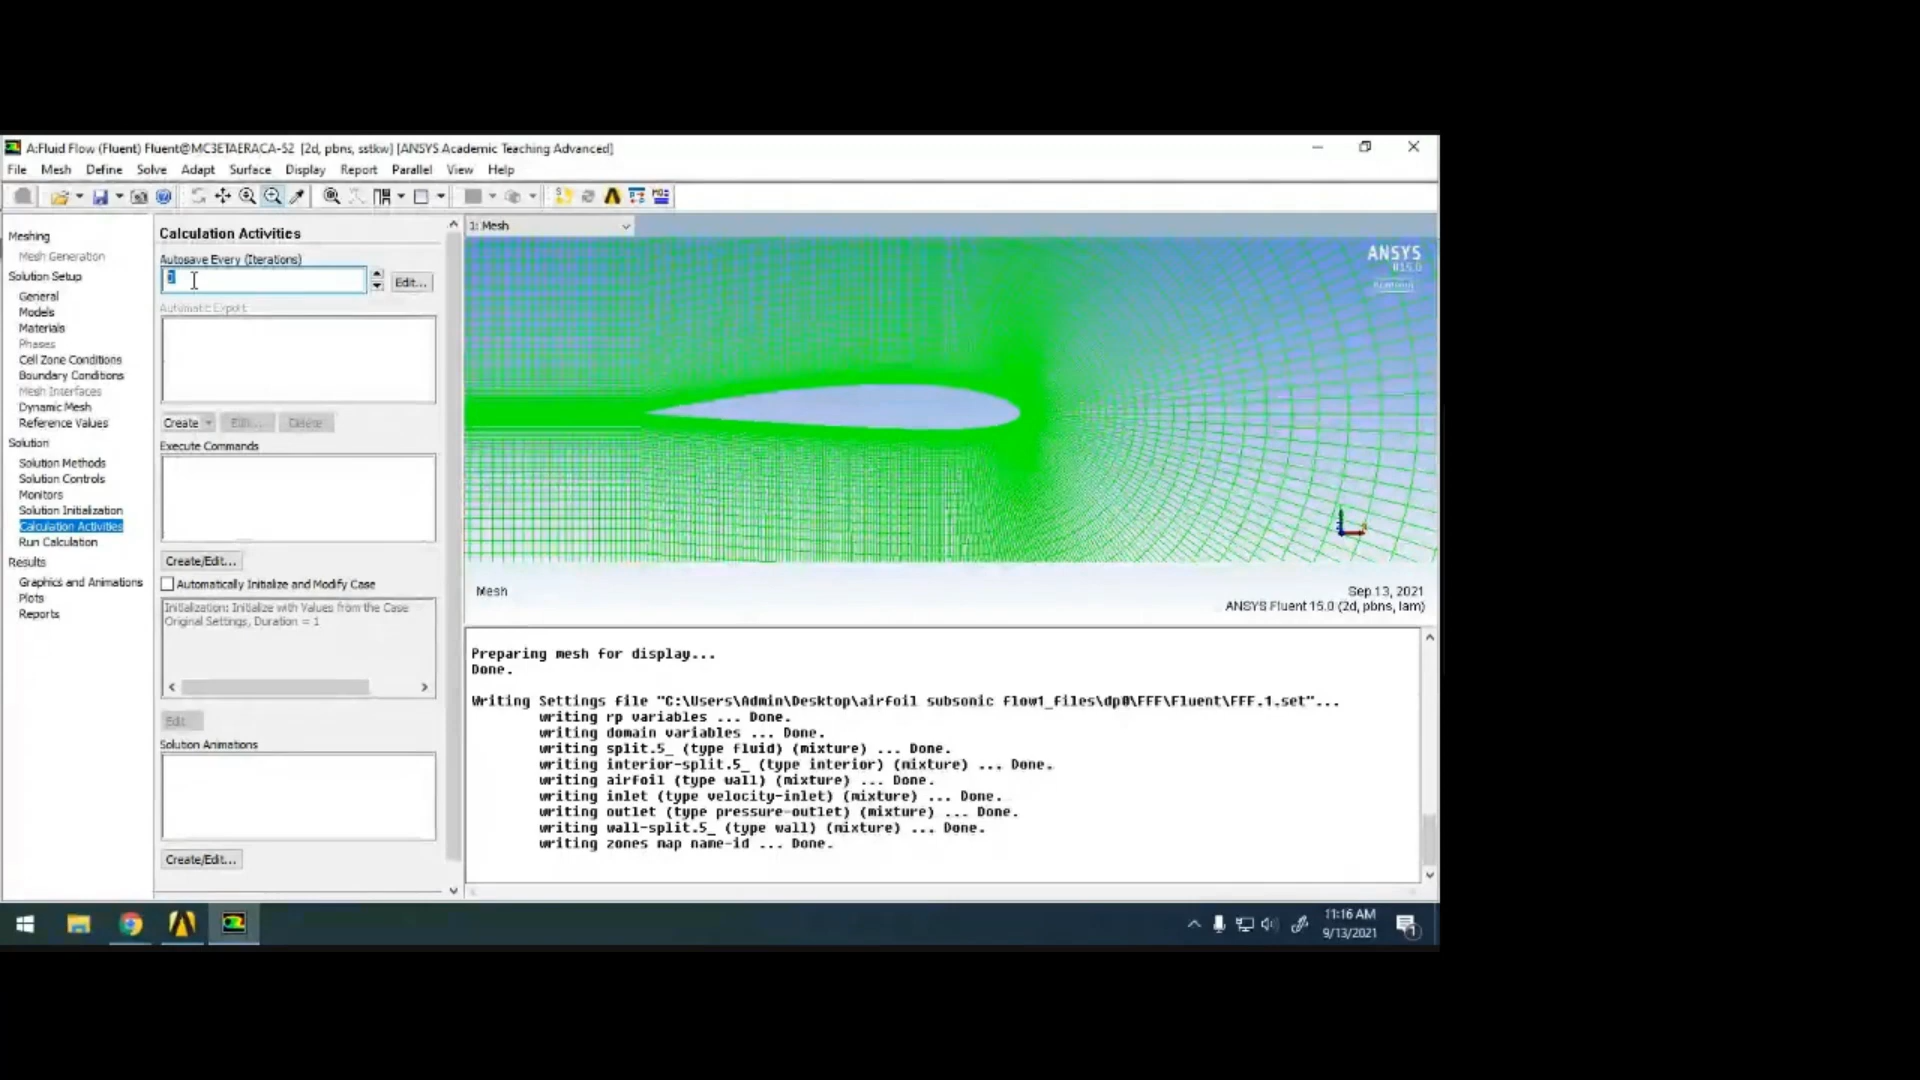 A:Fluid Flow (Fluent) Fluent@MC3ETAERACA-52 [2d, pbns, sstkw] [ANSYS Academic Teaching Advanced]
File Mesh Define Solve Adapt Surface Display Report Parallel View Help
Meshing
Mesh Generation
Solution Setup
General
Models
Materials
Phases
Cell Zone Conditions
Boundary Conditions
Mesh Interfaces
Dynamic Mesh
Reference Values
Solution
Solution Methods
Solution Controls
Monitors
Solution Initialization
Calculation Activities
Run Calculation
Results
Graphics and Animations
Plots
Reports
Calculation Activities
Autosave Every (Iterations)
0
Edit...
Automatic Export
Create
Edit...
Delete
Execute Commands
Create/Edit...
Automatically Initialize and Modify Case
Initialization: Initialize with Values from the Case
Original Settings, Duration = 1
Edit
Solution Animations
Create/Edit...
1: Mesh
ANSYS
R15.0
Academic
Mesh
Sep 13, 2021
ANSYS Fluent 15.0 (2d, pbns, lam)
Preparing mesh for display...
Done.
Writing Settings file "C:\Users\Admin\Desktop\airfoil subsonic flow1_files\dp0\FFF\Fluent\FFF.1.set"...
writing rp variables ... Done.
writing domain variables ... Done.
writing split.5_ (type fluid) (mixture) ... Done.
writing interior-split.5_ (type interior) (mixture) ... Done.
writing airfoil (type wall) (mixture) ... Done.
writing inlet (type velocity-inlet) (mixture) ... Done.
writing outlet (type pressure-outlet) (mixture) ... Done.
writing wall-split.5_ (type wall) (mixture) ... Done.
writing zones map name-id ... Done.
11:16 AM
9/13/2021
1